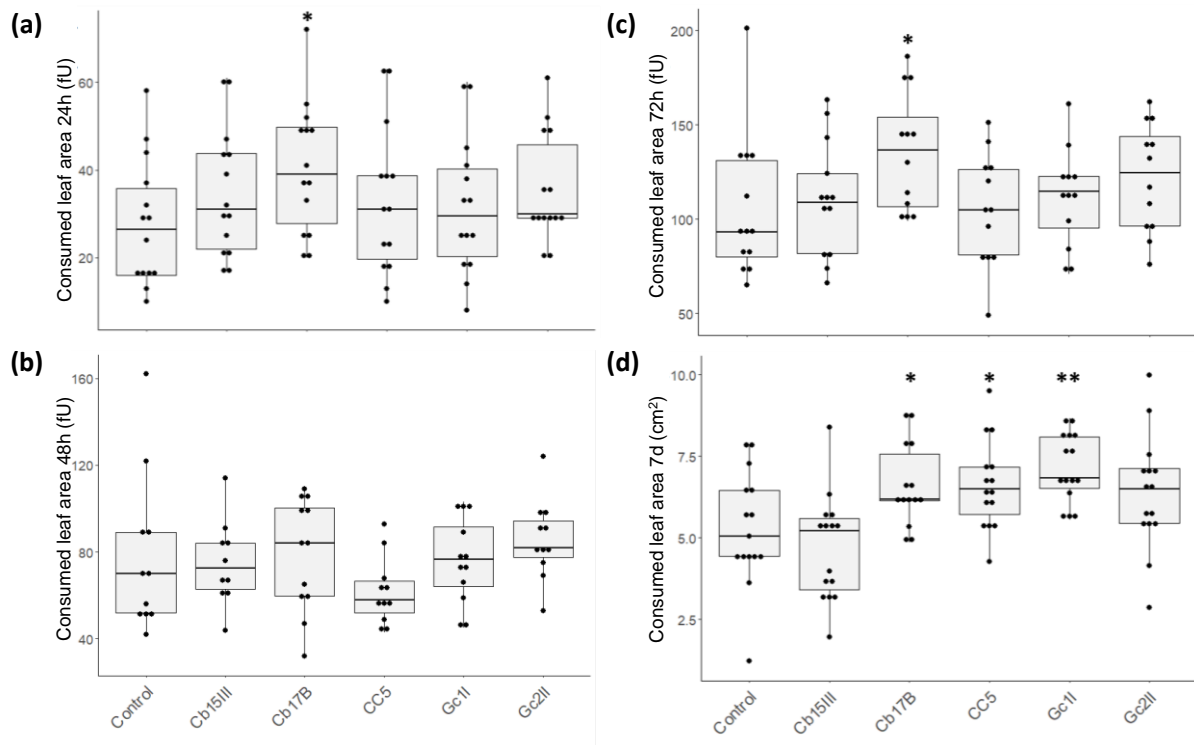 (a)
Consumed leaf area 24h (fU)
60
40
20
*
(b)
Consumed leaf area 48h (fU)
160
120
80
40
Control
Cb15III
Cb17B
CC5
Gc1I
Gc2II
(c)
Consumed leaf area 72h (fU)
200
150
100
50
*
(d)
Consumed leaf area 7d (cm²)
10.0
7.5
5.0
2.5
* * **
Control
Cb15III
Cb17B
CC5
Gc1I
Gc2II